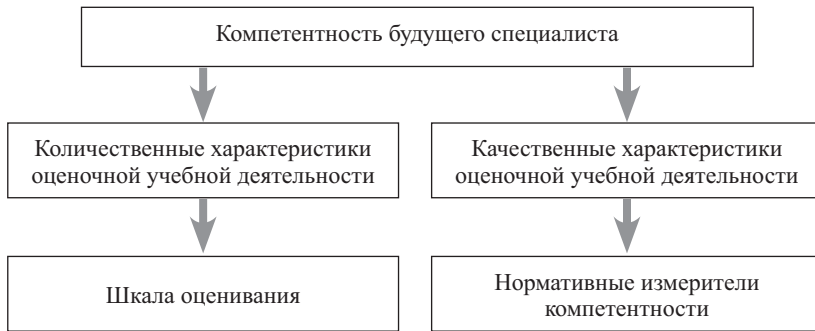 Компетентность будущего специалиста
Количественные характеристики
оценочной учебной деятельности
Качественные характеристики
оценочной учебной деятельности
Шкала оценивания
Нормативные измерители
компетентности